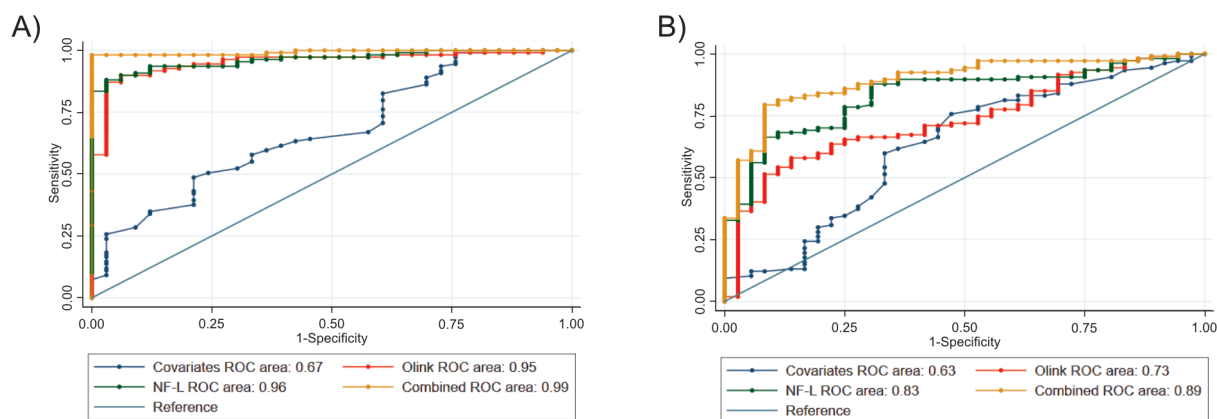 A)
Sensitivity
0.00 0.25 0.50 0.75 1.00
0.00 0.25 0.50 0.75 1.00
1-Specificity
Covariates ROC area: 0.67 Olink ROC area: 0.95
NF-L ROC area: 0.96 Combined ROC area: 0.99
Reference
B)
Sensitivity
0.00 0.25 0.50 0.75 1.00
0.00 0.25 0.50 0.75 1.00
1-Specificity
Covariates ROC area: 0.63 Olink ROC area: 0.73
NF-L ROC area: 0.83 Combined ROC area: 0.89
Reference